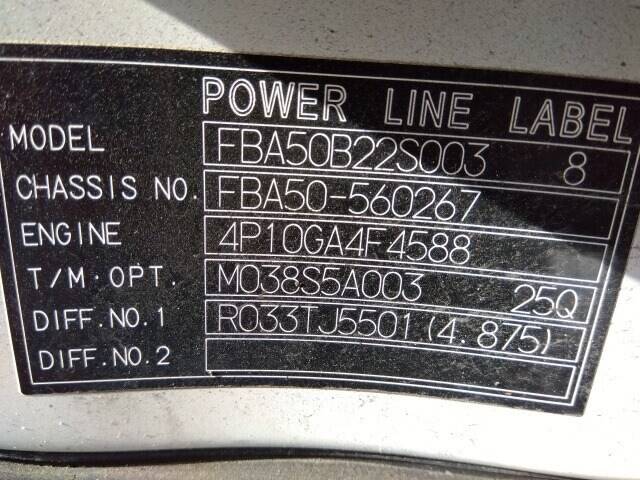 POWER LINE LABEL
MODEL FBA50B22S003 8
CHASSIS NO. FBA50-560267
ENGINE 4P10GA4F4588
T/M·OPT. M038S5A003 25Q
DIFF.NO.1 R033TJ5501(4.875)
DIFF.NO.2